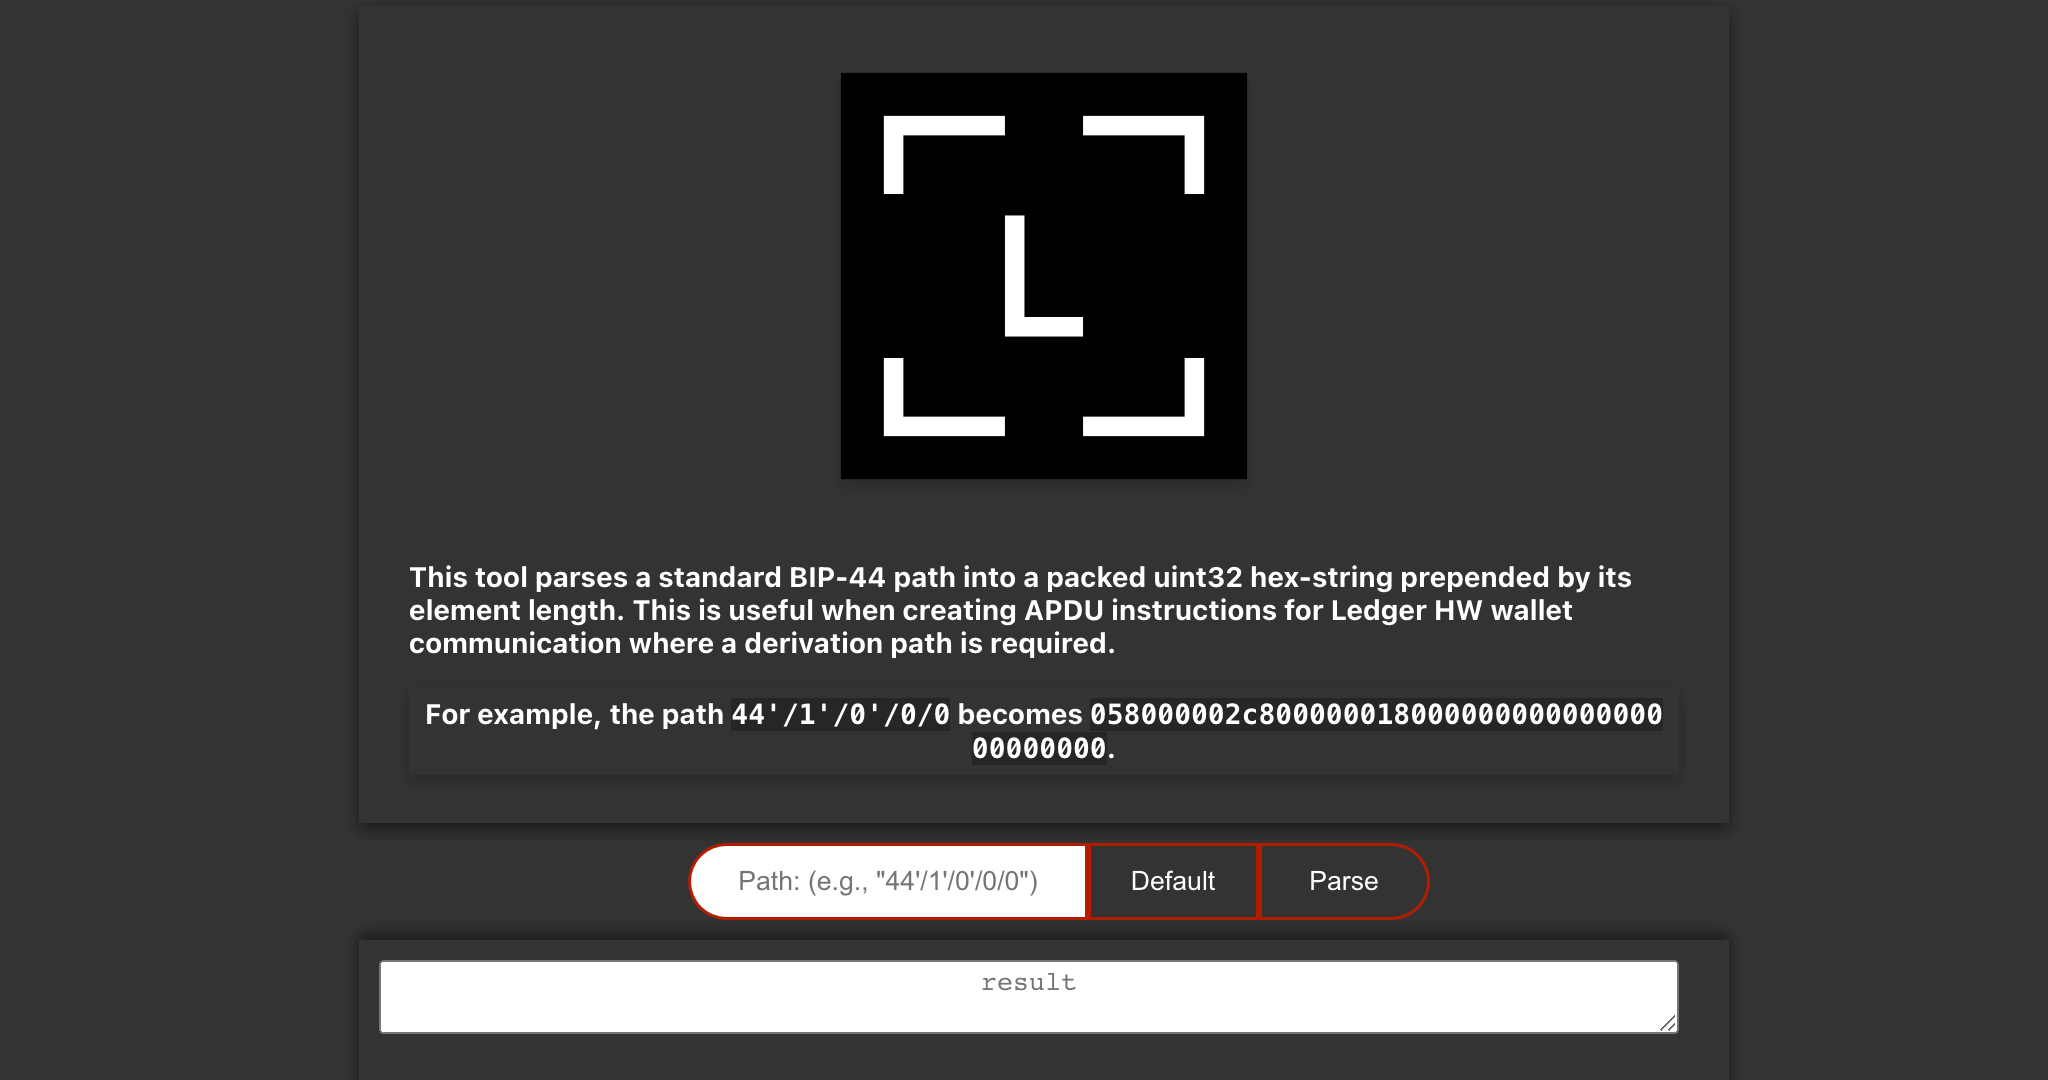 L
This tool parses a standard BIP-44 path into a packed uint32 hex-string prepended by its
element length. This is useful when creating APDU instructions for Ledger HW wallet
communication where a derivation path is required.
For example, the path 44'/1'/0'/0/0 becomes 058000002c800000018000000000000000
00000000.
Path: (e.g., "44'/1'/0'/0/0") Default Parse
result